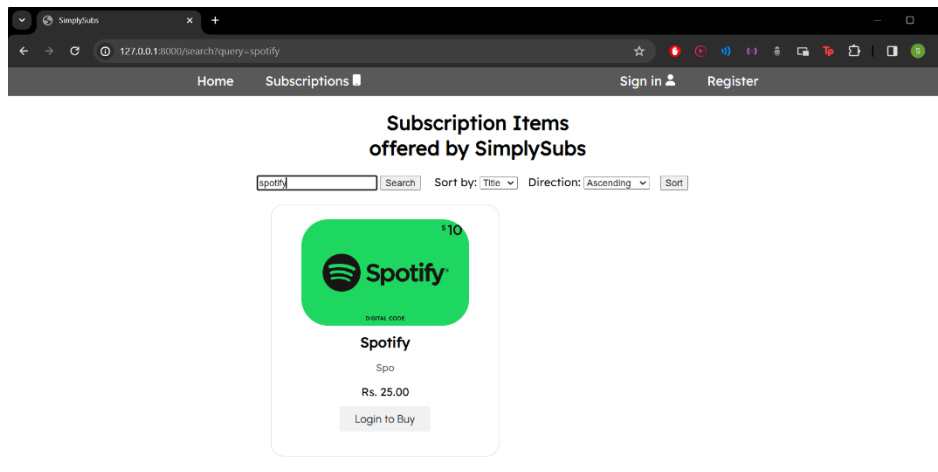 SimplySubs
127.0.0.1:8000/search?query=spotify
Tp
S
Home Subscriptions Sign in Register
Subscription Items
offered by SimplySubs
spotify Search Sort by: Title Direction: Ascending Sort
$10
Spotify
DIGITAL CODE
Spotify
Spo
Rs. 25.00
Login to Buy